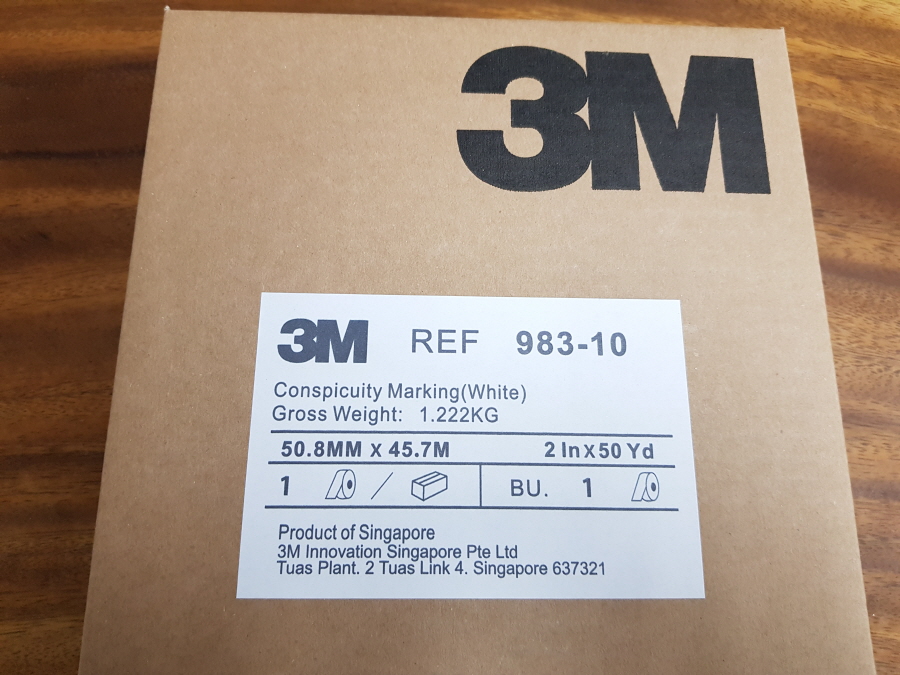 3M
3M REF 983-10
Conspicuity Marking(White)
Gross Weight: 1.222KG
50.8MM x 45.7M 2 In x 50 Yd
1 / BU. 1
Product of Singapore
3M Innovation Singapore Pte Ltd
Tuas Plant. 2 Tuas Link 4. Singapore 637321